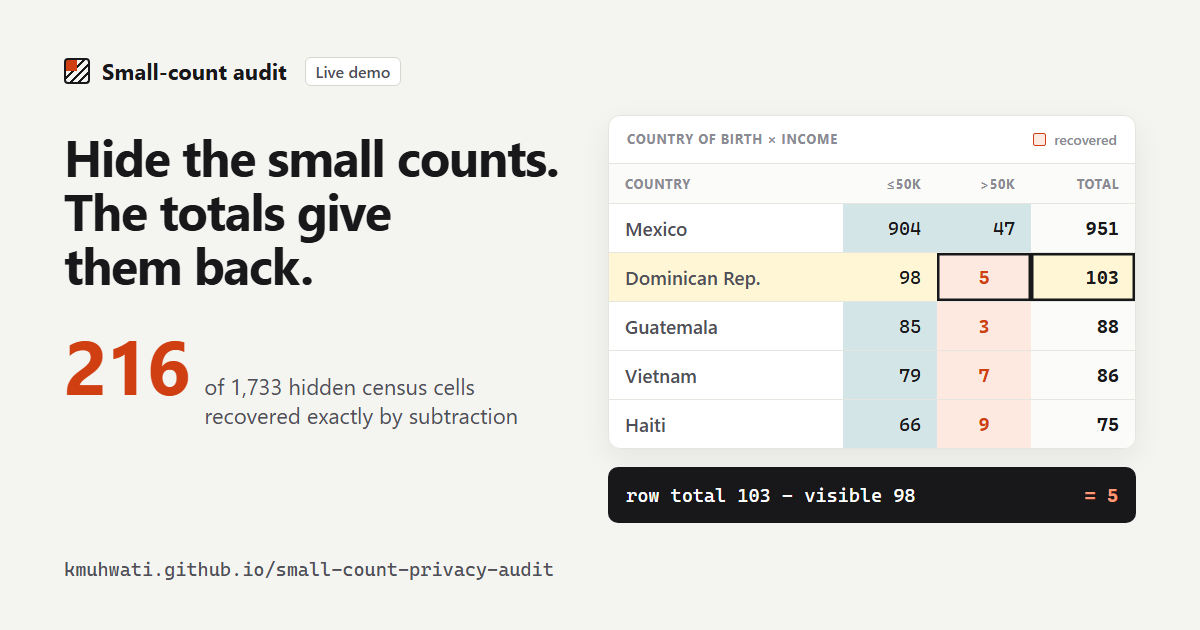 Small-count audit
Live demo
Hide the small counts.
The totals give
them back.
216
of 1,733 hidden census cells
recovered exactly by subtraction
kmuhwati.github.io/small-count-privacy-audit
COUNTRY OF BIRTH × INCOME
recovered
COUNTRY ≤50K >50K TOTAL
Mexico 904 47 951
Dominican Rep. 98 5 103
Guatemala 85 3 88
Vietnam 79 7 86
Haiti 66 9 75
row total 103 − visible 98 = 5